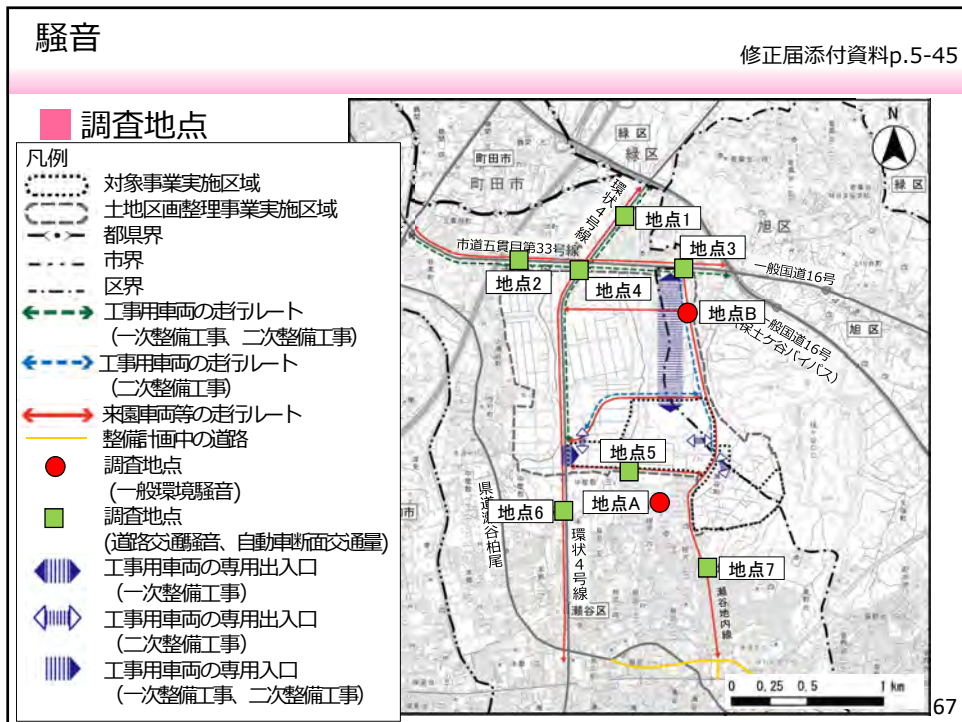 騒音
修正届添付資料p.5-45
調査地点
凡例
対象事業実施区域
土地区画整理事業実施区域
都県界
市界
区界
工事用車両の走行ルート
(一次整備工事、二次整備工事)
工事用車両の走行ルート
(二次整備工事)
来園車両等の走行ルート
整備計画中の道路
調査地点
(一般環境騒音)
調査地点
(道路交通騒音、自動車断面交通量)
工事用車両の専用出入口
(一次整備工事)
工事用車両の専用出入口
(二次整備工事)
工事用車両の専用入口
(一次整備工事、二次整備工事)
N
緑区
緑区
町田市
町田市
緑区
環状4号線
地点1
旭区
市道五貫目第33号線
地点3
一般国道16号
地点2
地点4
地点B
一般国道16号
(保土ケ谷バイパス)
旭区
地点5
地点A
県道瀬谷柏尾
地点6
環状4号線
地点7
瀬谷区
瀬谷地内線
0 0.25 0.5 1 km
67